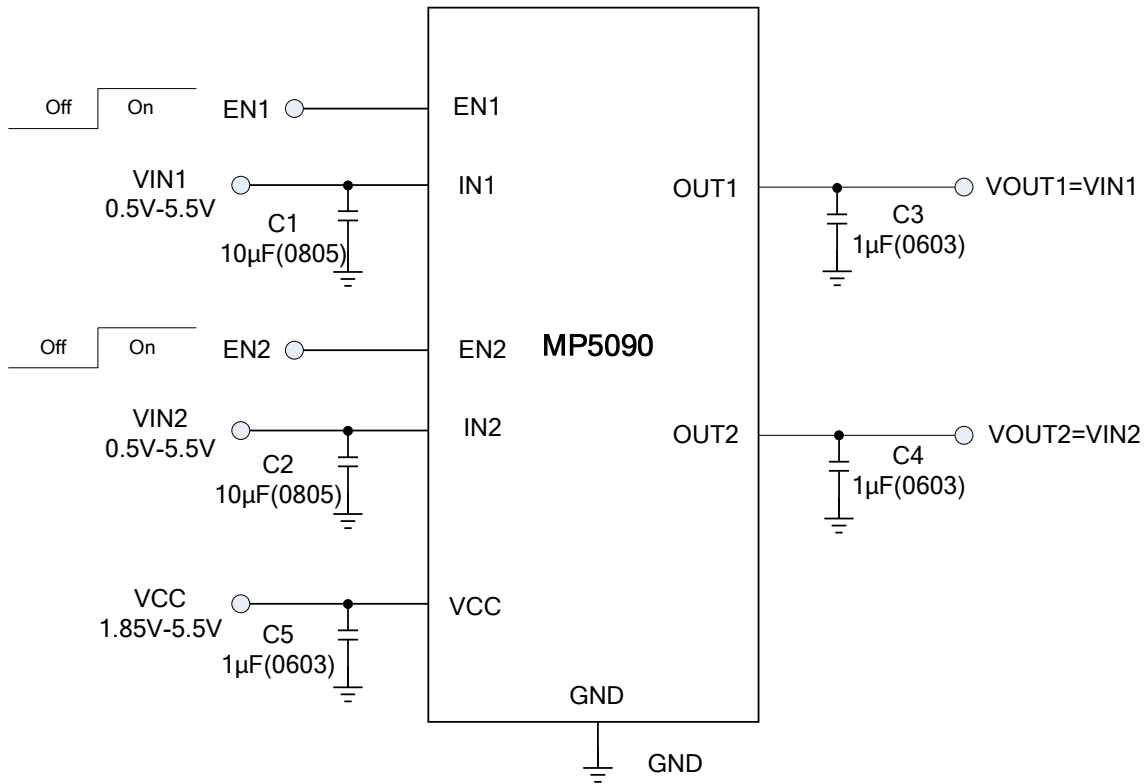 Off
On
EN1
EN1
VIN1
0.5V-5.5V
IN1
C1
10µF(0805)
OUT1
VOUT1=VIN1
C3
1µF(0603)
Off
On
EN2
EN2
MP5090
VIN2
0.5V-5.5V
IN2
C2
10µF(0805)
OUT2
VOUT2=VIN2
C4
1µF(0603)
VCC
1.85V-5.5V
VCC
C5
1µF(0603)
GND
GND